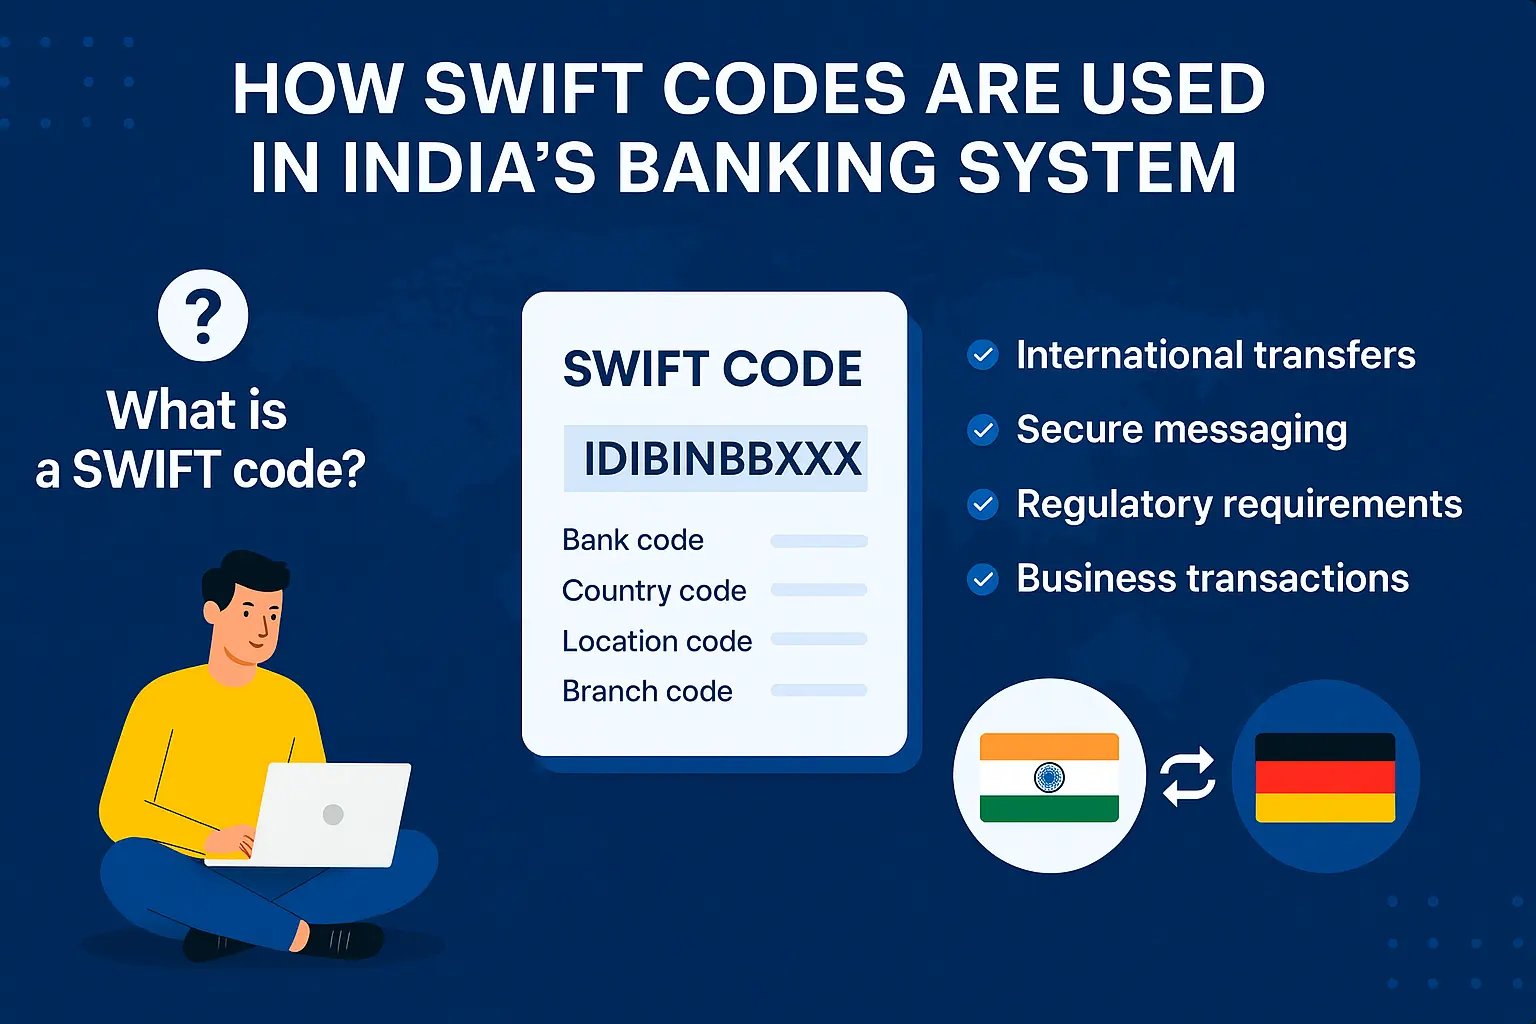 HOW SWIFT CODES ARE USED
IN INDIA’S BANKING SYSTEM
?
What is
a SWIFT code?
SWIFT CODE
IDIBINBBXXX
Bank code
Country code
Location code
Branch code
International transfers
Secure messaging
Regulatory requirements
Business transactions